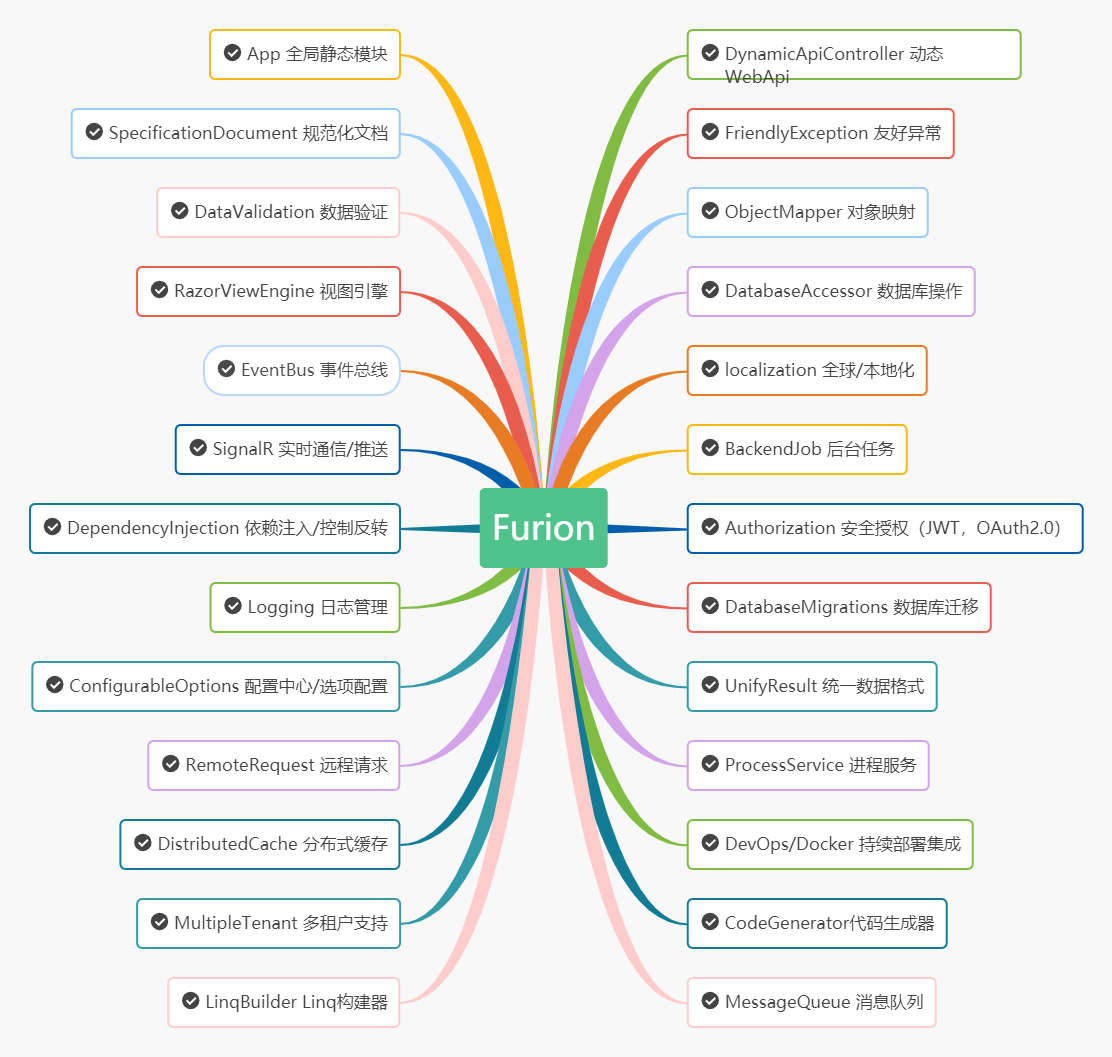 App 全局静态模块
SpecificationDocument 规范化文档
DataValidation 数据验证
RazorViewEngine 视图引擎
EventBus 事件总线
SignalR 实时通信/推送
DependencyInjection 依赖注入/控制反转
Logging 日志管理
ConfigurableOptions 配置中心/选项配置
RemoteRequest 远程请求
DistributedCache 分布式缓存
MultipleTenant 多租户支持
LinqBuilder Linq构建器
Furion
DynamicApiController 动态
WebApi
FriendlyException 友好异常
ObjectMapper 对象映射
DatabaseAccessor 数据库操作
localization 全球/本地化
BackendJob 后台任务
Authorization 安全授权（JWT，OAuth2.0）
DatabaseMigrations 数据库迁移
UnifyResult 统一数据格式
ProcessService 进程服务
DevOps/Docker 持续部署集成
CodeGenerator代码生成器
MessageQueue 消息队列